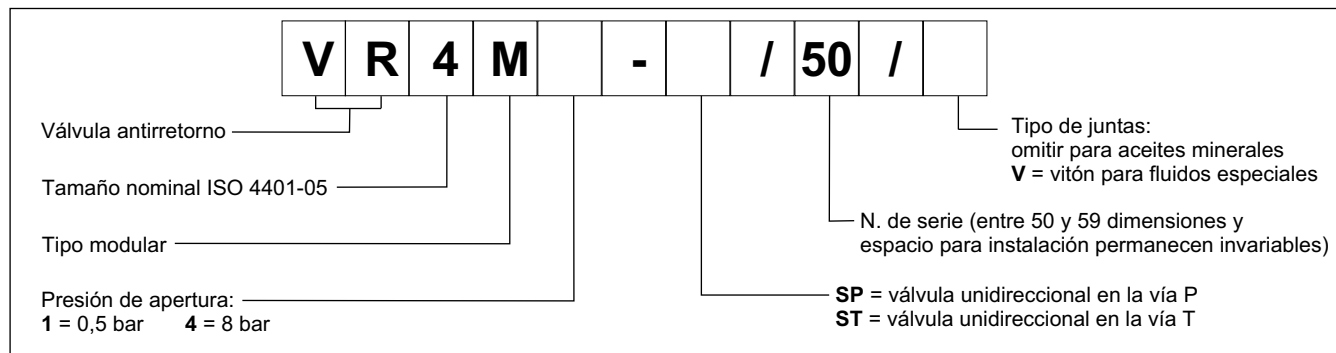 V R 4 M - / 50 /
Válvula antirretorno
Tamaño nominal ISO 4401-05
Tipo modular
Presión de apertura:
1 = 0,5 bar 4 = 8 bar
Tipo de juntas:
omitir para aceites minerales
V = vitón para fluidos especiales
N. de serie (entre 50 y 59 dimensiones y
espacio para instalación permanecen invariables)
SP = válvula unidireccional en la vía P
ST = válvula unidireccional en la vía T